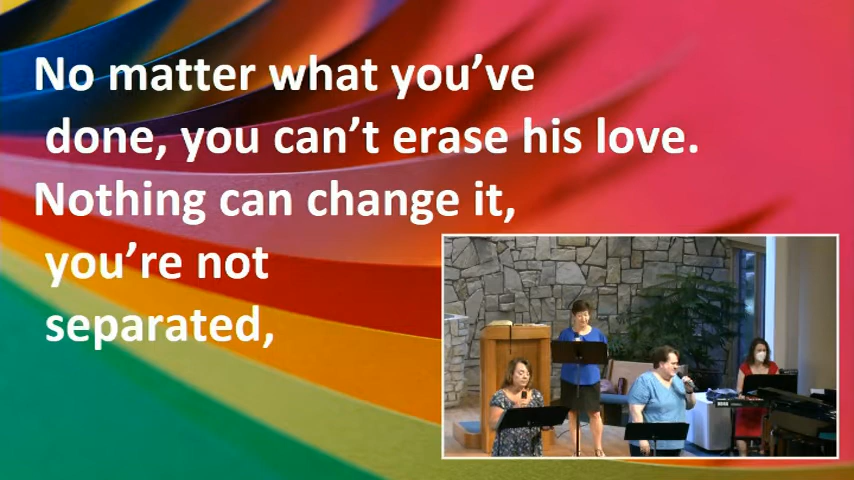 No matter what you’ve
done, you can’t erase his love.
Nothing can change it,
you’re not
separated,